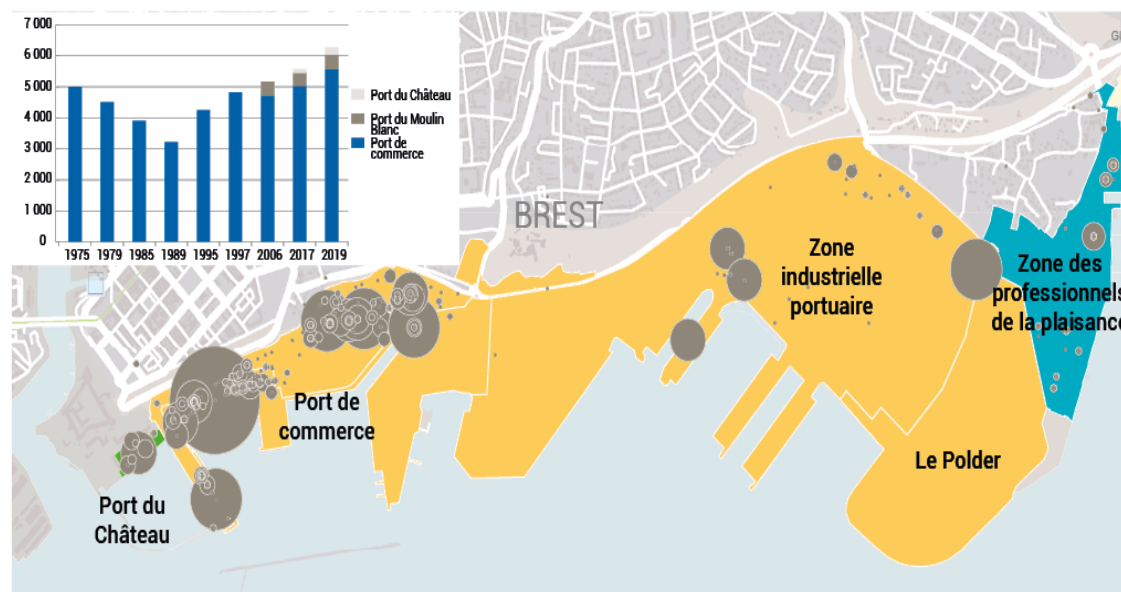 7 000
6 000
5 000
4 000
3 000
2 000
1 000
0
1975 1979 1985 1989 1995 1997 2006 2017 2019
Port du Château
Port du Moulin
Blanc
Port de
commerce
BREST
Zone
industrielle
portuaire
Zone des
professionnels
de la plaisance
Port de
commerce
Le Polder
Port du
Château